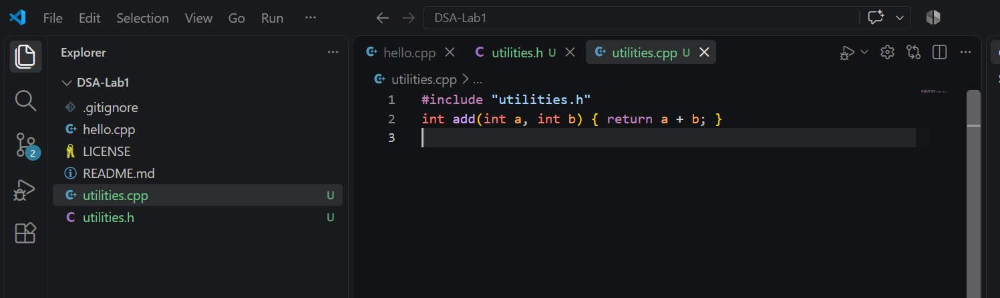 File Edit Selection View Go Run ...
DSA-Lab1
Explorer ...
DSA-Lab1
.gitignore
hello.cpp
LICENSE
README.md
utilities.cpp U
utilities.h U
2
hello.cpp
utilities.h U
utilities.cpp U
utilities.cpp > ...
1 #include "utilities.h"
2 int add(int a, int b) { return a + b; }
3